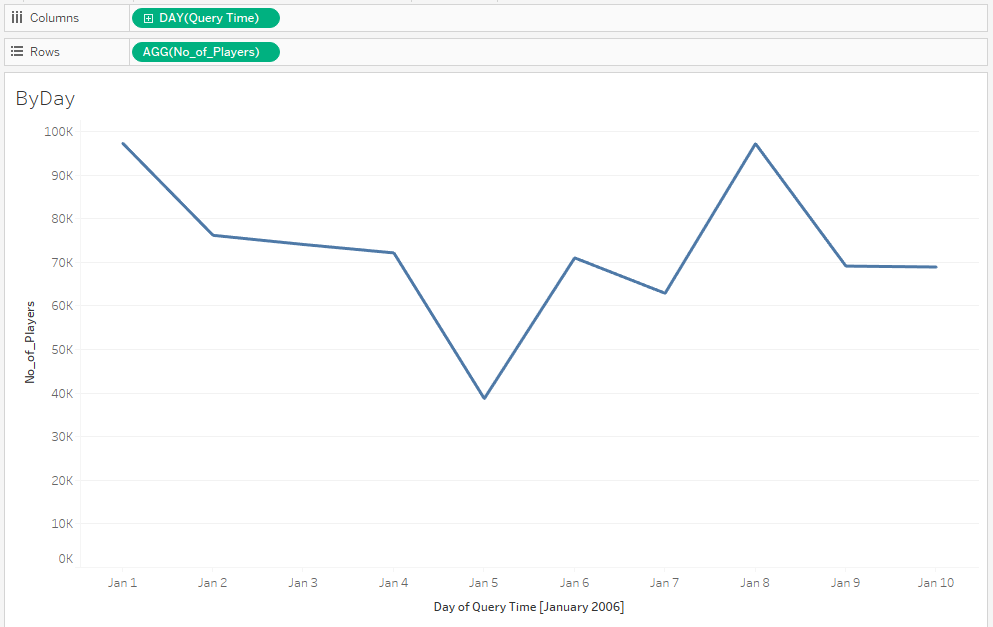 Columns DAY(Query Time)
Rows AGG(No_of_Players)
ByDay
100K
90K
80K
70K
60K
50K
40K
30K
20K
10K
0K
No_of_Players
Jan 1 Jan 2 Jan 3 Jan 4 Jan 5 Jan 6 Jan 7 Jan 8 Jan 9 Jan 10
Day of Query Time [January 2006]